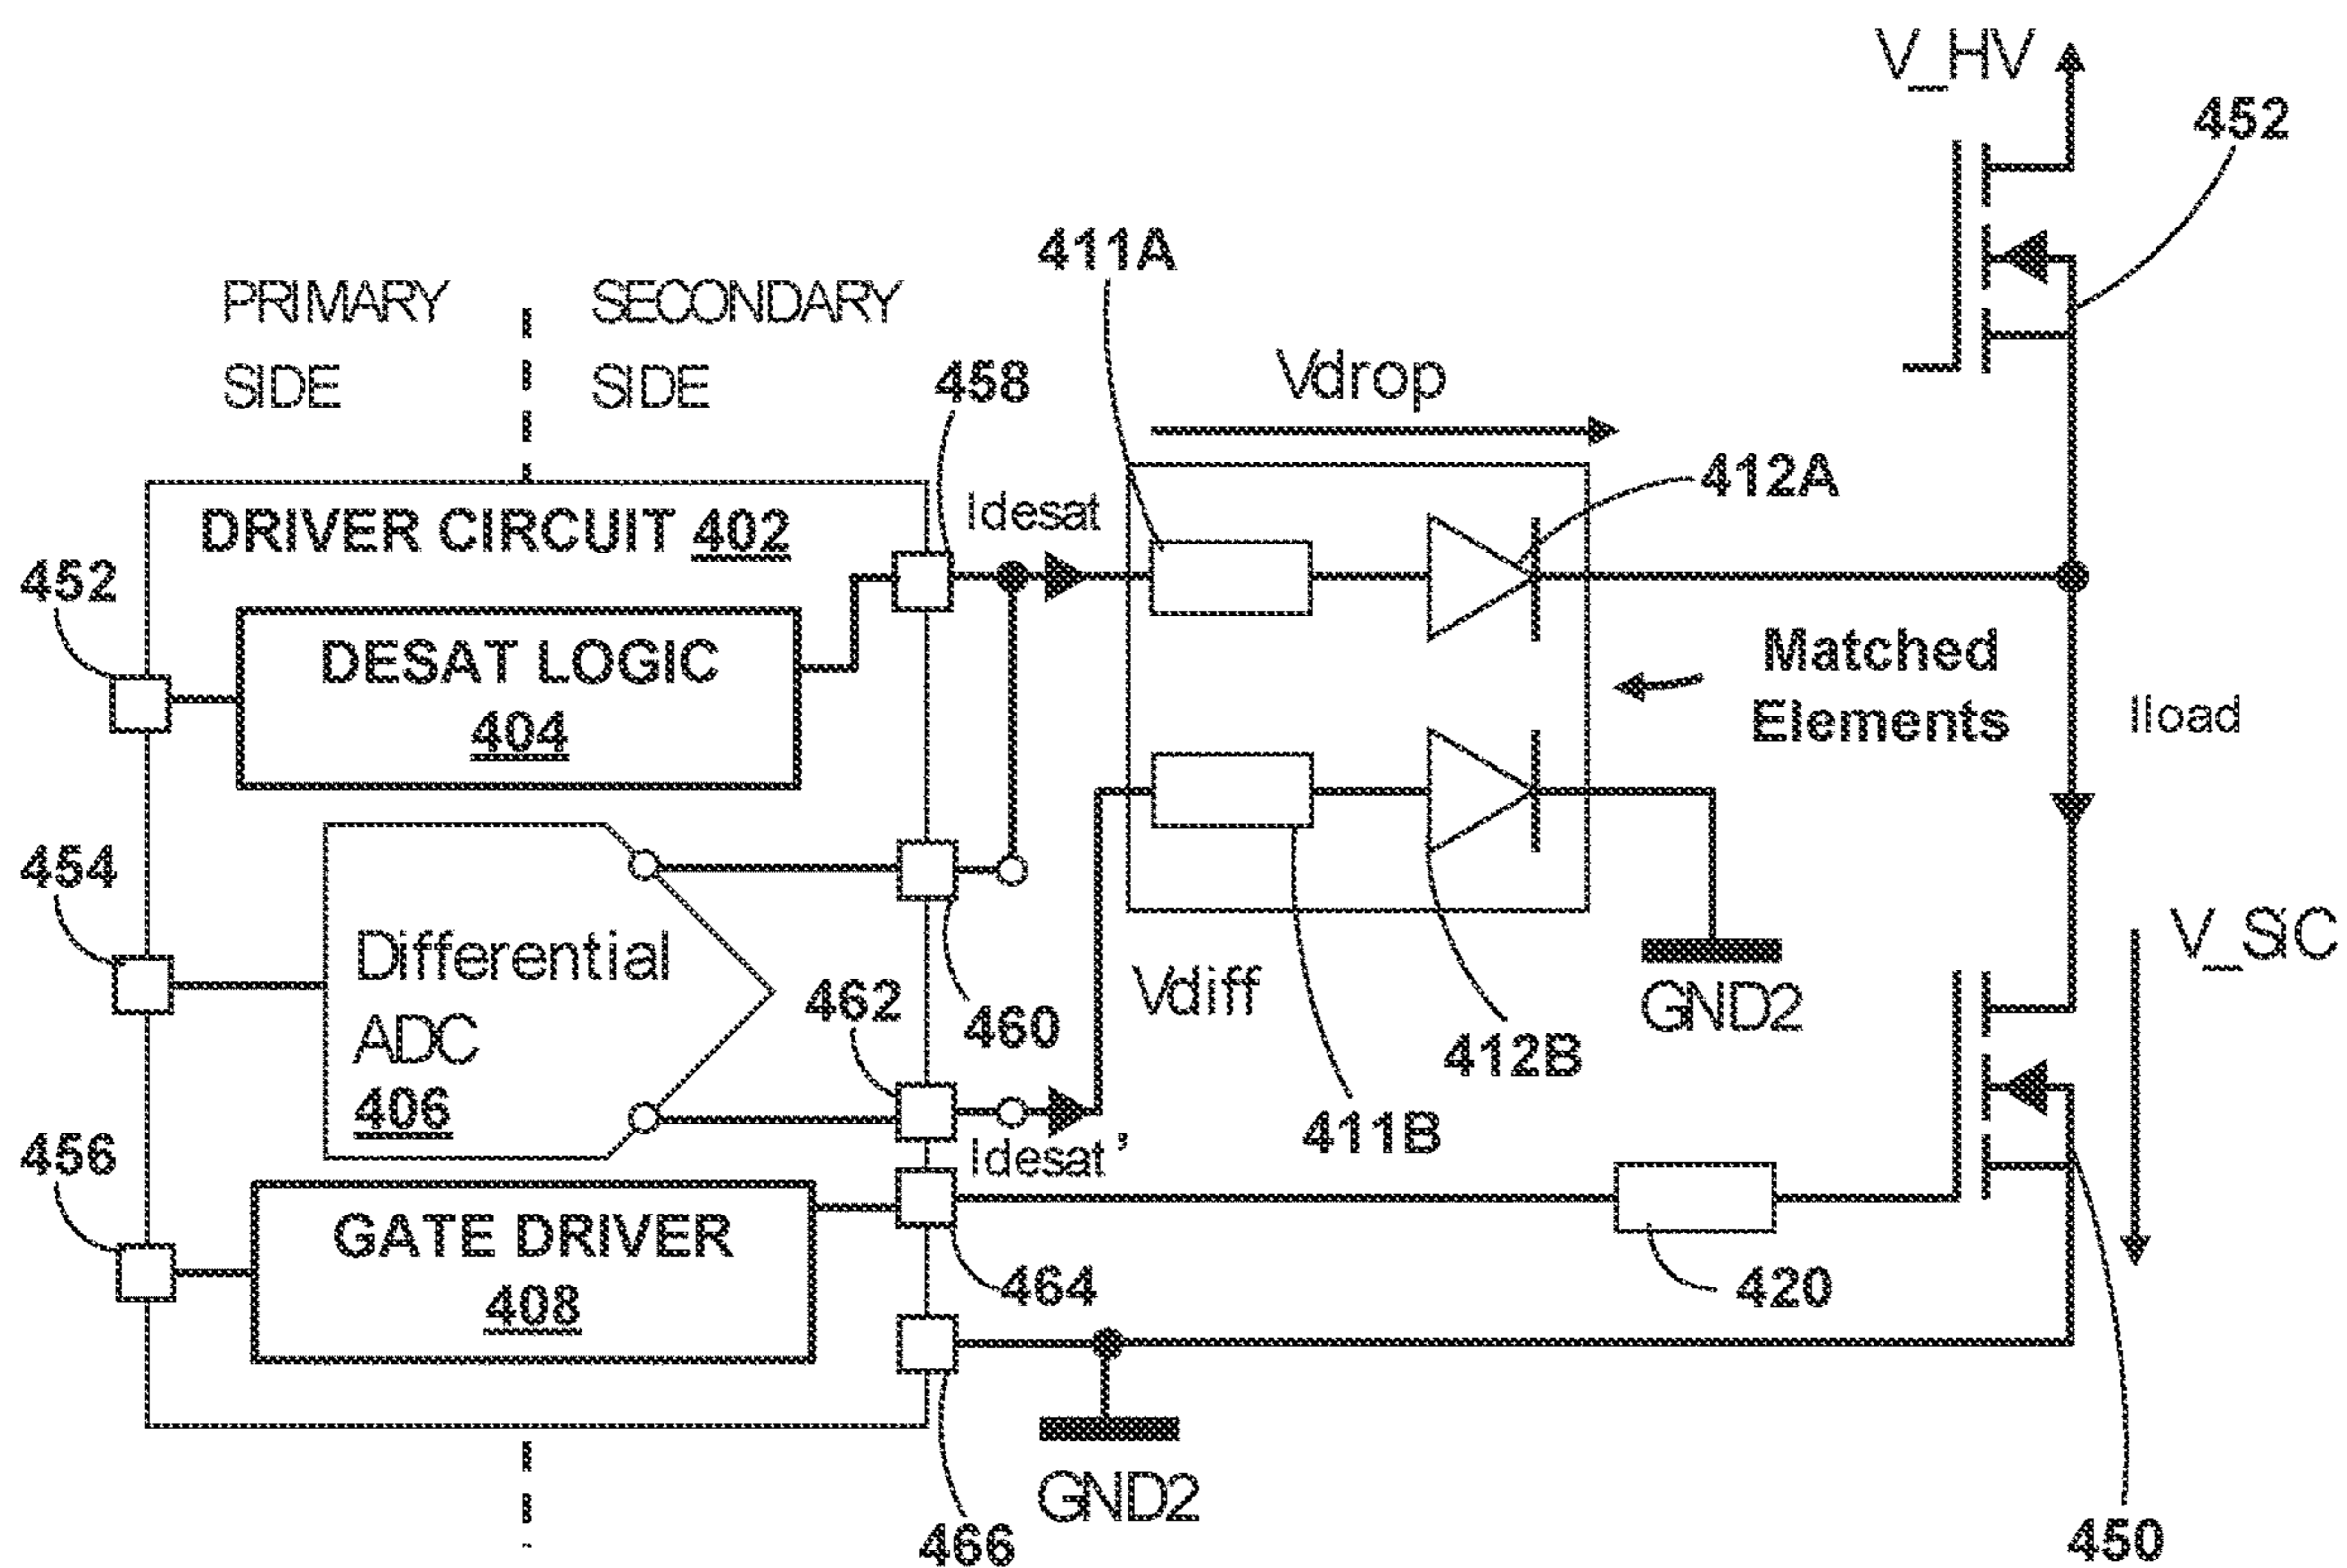 V_HV
452
411A
PRIMARY
SIDE
SECONDARY
SIDE
458
Vdrop
412A
Idesat
DRIVER CIRCUIT 402
452
DESAT LOGIC
404
Matched
Elements
Iload
454
Differential
ADC
406
462
460
Vdiff
GND2
V_SiC
412B
411B
Idesat’
456
GATE DRIVER
408
464
420
GND2
466
450